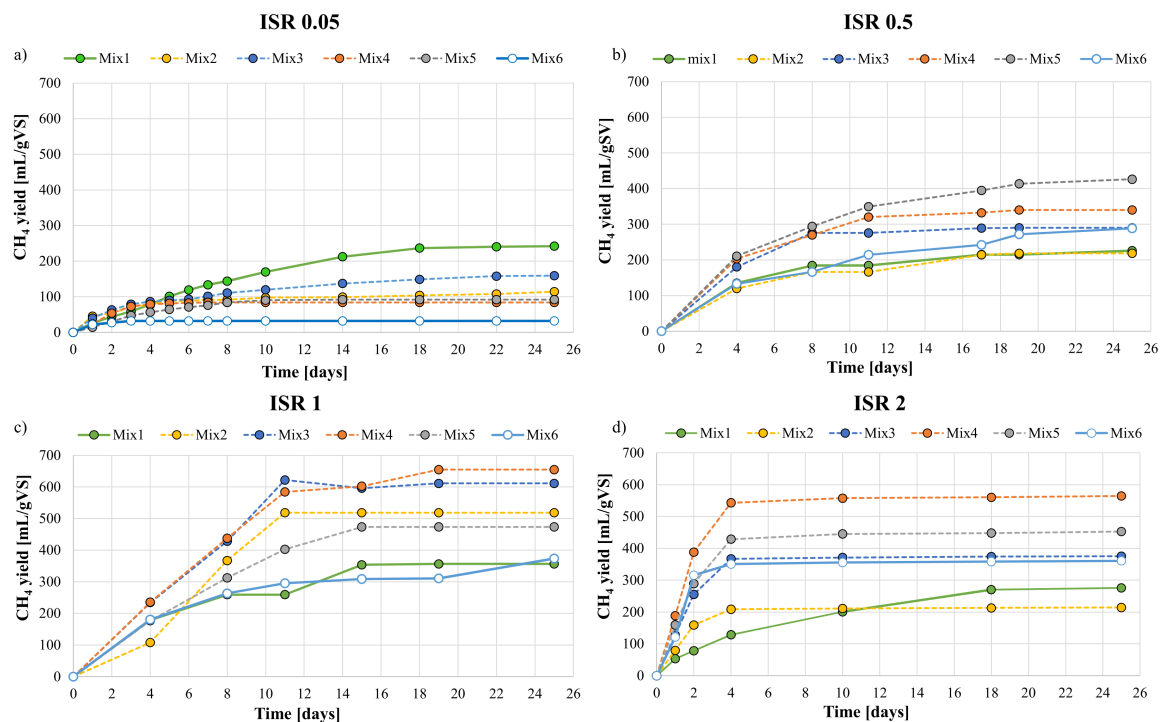 ISR 0.05
a)
Mix1 Mix2 Mix3 Mix4 Mix5 Mix6
700
600
500
400
300
200
100
0
CH₄ yield [mL/gVS]
0 2 4 6 8 10 12 14 16 18 20 22 24 26
Time [days]
ISR 0.5
b)
mix1 Mix2 Mix3 Mix4 Mix5 Mix6
700
600
500
400
300
200
100
0
CH₄ yield [mL/gSV]
0 2 4 6 8 10 12 14 16 18 20 22 24 26
Time [days]
ISR 1
c)
Mix1 Mix2 Mix3 Mix4 Mix5 Mix6
700
600
500
400
300
200
100
0
CH₄ yield [mL/gVS]
0 2 4 6 8 10 12 14 16 18 20 22 24 26
Time [days]
ISR 2
d)
Mix1 Mix2 Mix3 Mix4 Mix5 Mix6
700
600
500
400
300
200
100
0
CH₄ yield [mL/gVS]
0 2 4 6 8 10 12 14 16 18 20 22 24 26
Time [days]